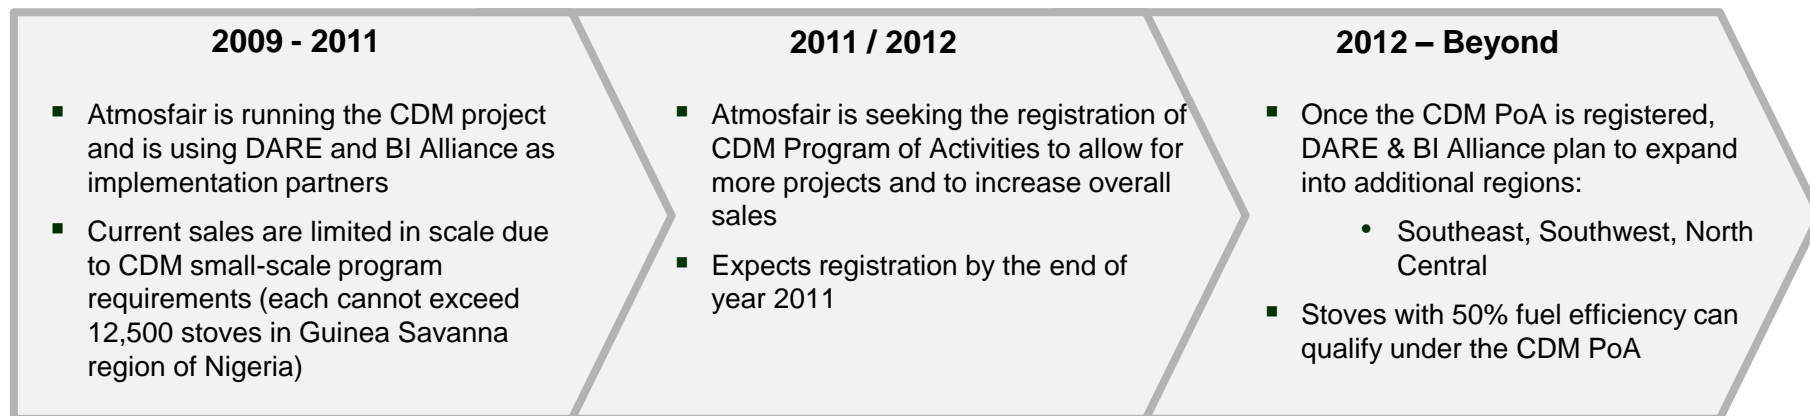 2009 - 2011
▪ Atmosfair is running the CDM project
and is using DARE and BI Alliance as
implementation partners
▪ Current sales are limited in scale due
to CDM small-scale program
requirements (each cannot exceed
12,500 stoves in Guinea Savanna
region of Nigeria)
2011 / 2012
▪ Atmosfair is seeking the registration of
CDM Program of Activities to allow for
more projects and to increase overall
sales
▪ Expects registration by the end of
year 2011
2012 – Beyond
▪ Once the CDM PoA is registered,
DARE & BI Alliance plan to expand
into additional regions:
• Southeast, Southwest, North
Central
▪ Stoves with 50% fuel efficiency can
qualify under the CDM PoA